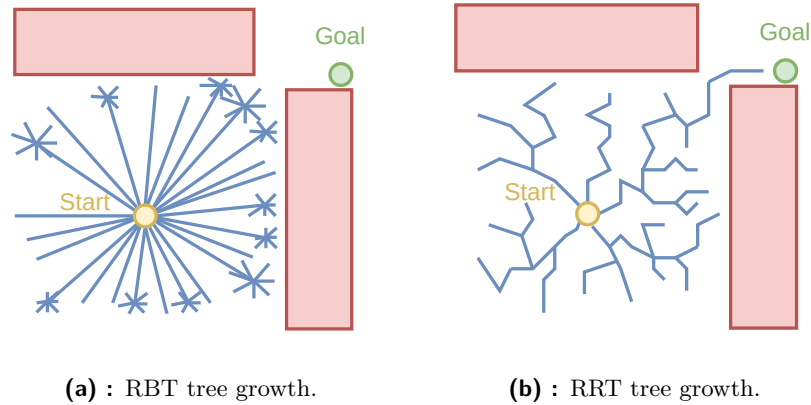 Goal
Start
Goal
Start
(a) : RBT tree growth.
(b) : RRT tree growth.